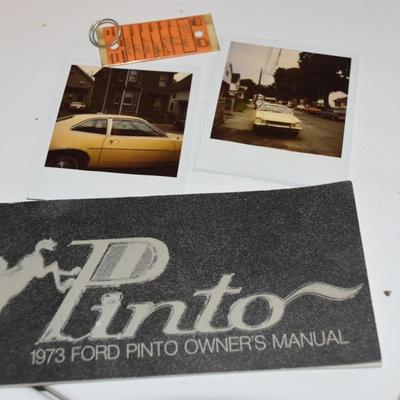 Pinto
1973 FORD PINTO OWNER'S MANUAL